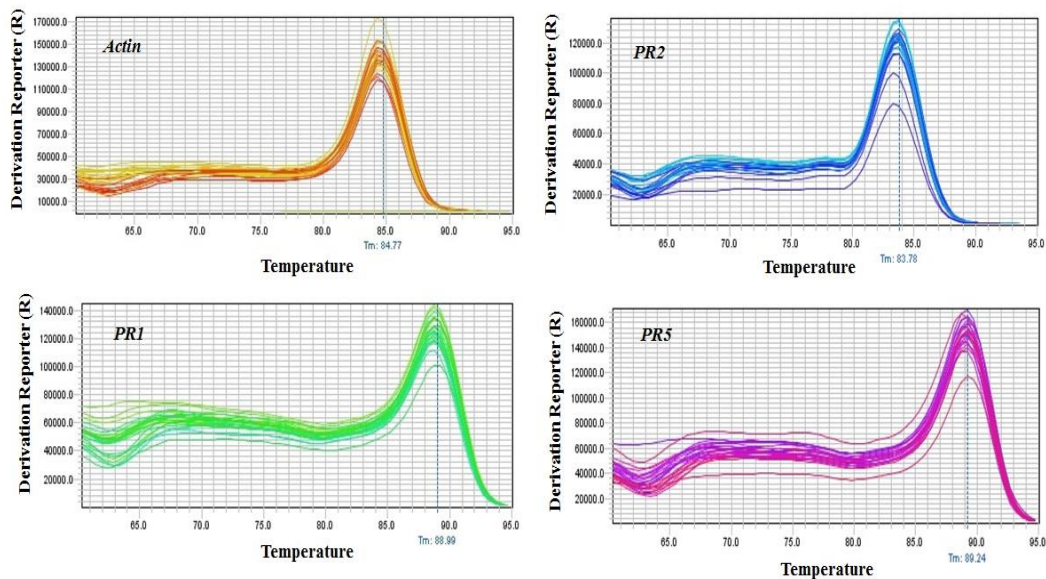 Derivation Reporter (R)
Actin
170000.0
150000.0
130000.0
110000.0
90000.0
70000.0
50000.0
30000.0
10000.0
65.0 70.0 75.0 80.0 85.0 90.0 95.0
Tm: 84.77
Temperature
Derivation Reporter (R)
PR2
120000.0
100000.0
80000.0
60000.0
40000.0
20000.0
65.0 70.0 75.0 80.0 85.0 90.0 95.0
Tm: 83.78
Temperature
Derivation Reporter (R)
PR1
140000.0
120000.0
100000.0
80000.0
60000.0
40000.0
20000.0
65.0 70.0 75.0 80.0 85.0 90.0 95.0
Tm: 88.99
Temperature
Derivation Reporter (R)
PR5
160000.0
140000.0
120000.0
100000.0
80000.0
60000.0
40000.0
20000.0
65.0 70.0 75.0 80.0 85.0 90.0 95.0
Tm: 89.24
Temperature